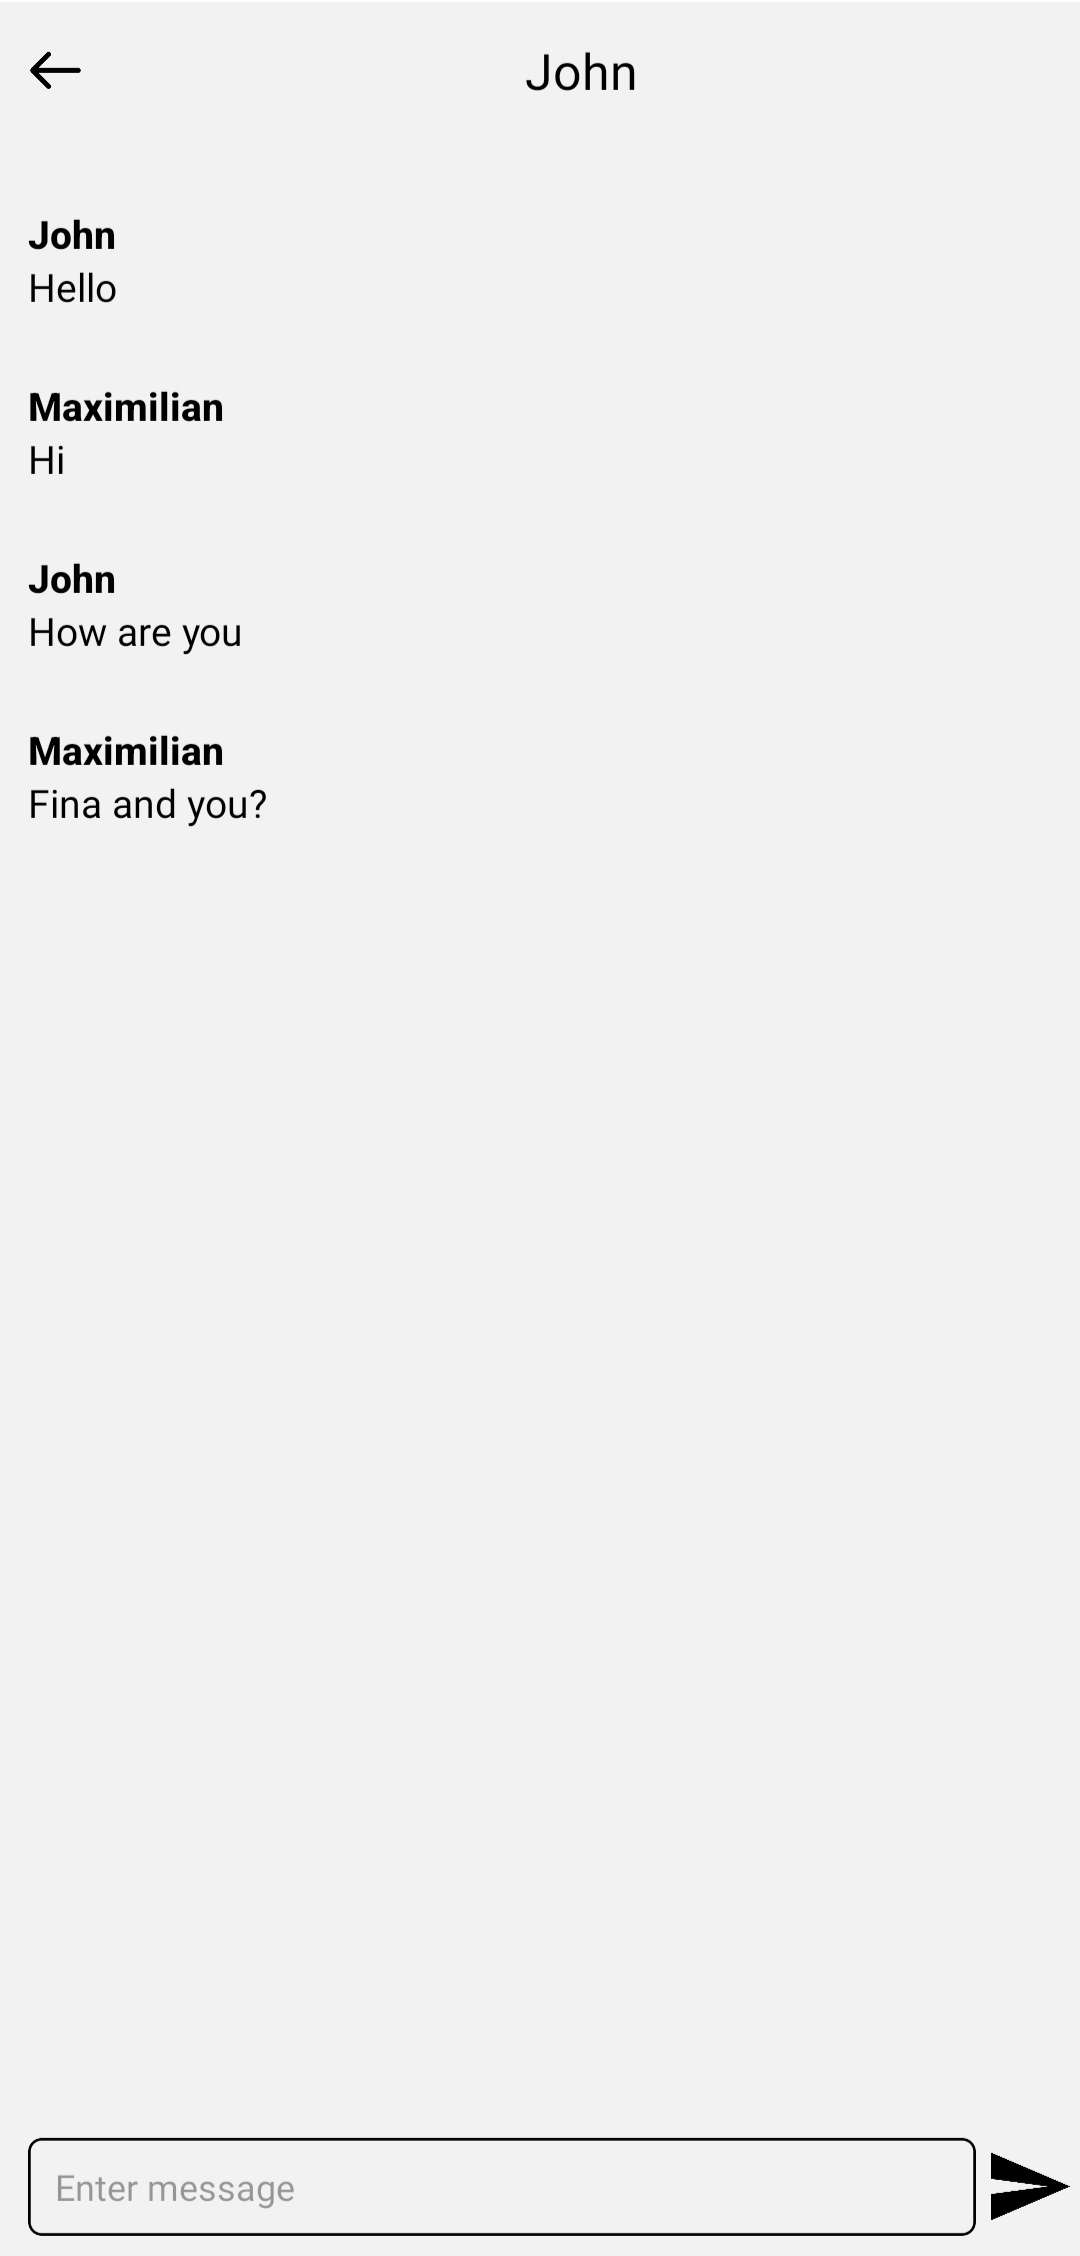 John
John
Hello
Maximilian
Hi
John
How are you
Maximilian
Fina and you?
Enter message